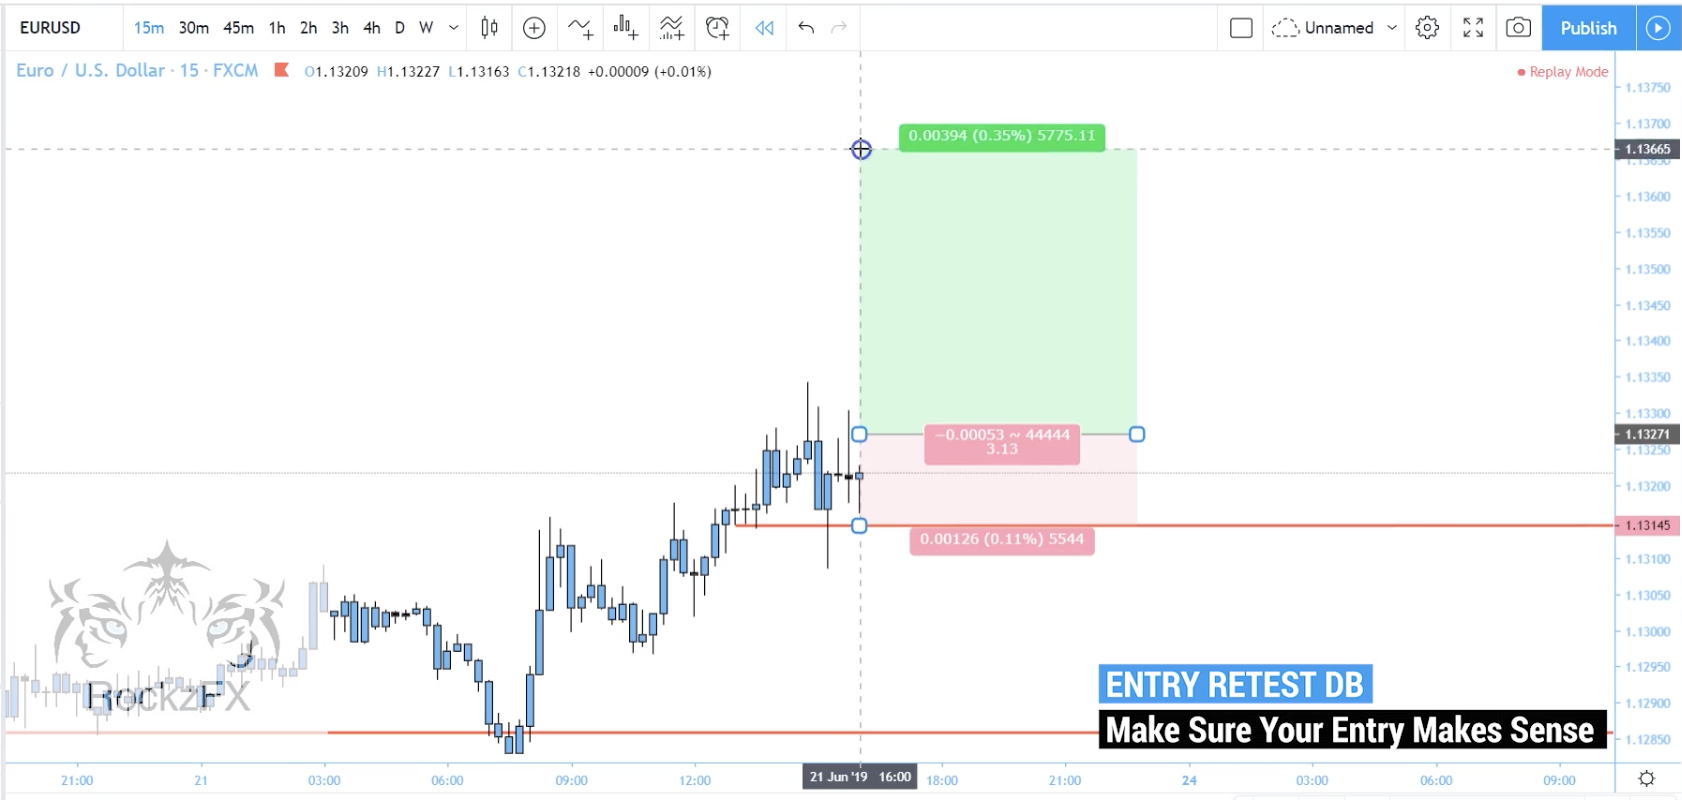 EURUSD 15m 30m 45m 1h 2h 3h 4h D W Unnamed Publish
Euro / U.S. Dollar · 15 · FXCM O1.13209 H1.13227 L1.13163 C1.13218 +0.00009 (+0.01%)
Replay Mode
1.13750
1.13700
0.00394 (0.35%) 5775.11
1.13665
1.13600
1.13550
1.13500
1.13450
1.13400
1.13350
1.13300
−0.00053 ~ 44444
3.13
1.13271
1.13250
1.13200
1.13145
0.00126 (0.11%) 5544
1.13100
1.13050
1.13000
1.12950
1.12900
1.12850
RockzFX
ENTRY RETEST DB
Make Sure Your Entry Makes Sense
21:00 21 03:00 06:00 09:00 12:00 21 Jun '19 16:00 18:00 21:00 24 03:00 06:00 09:00